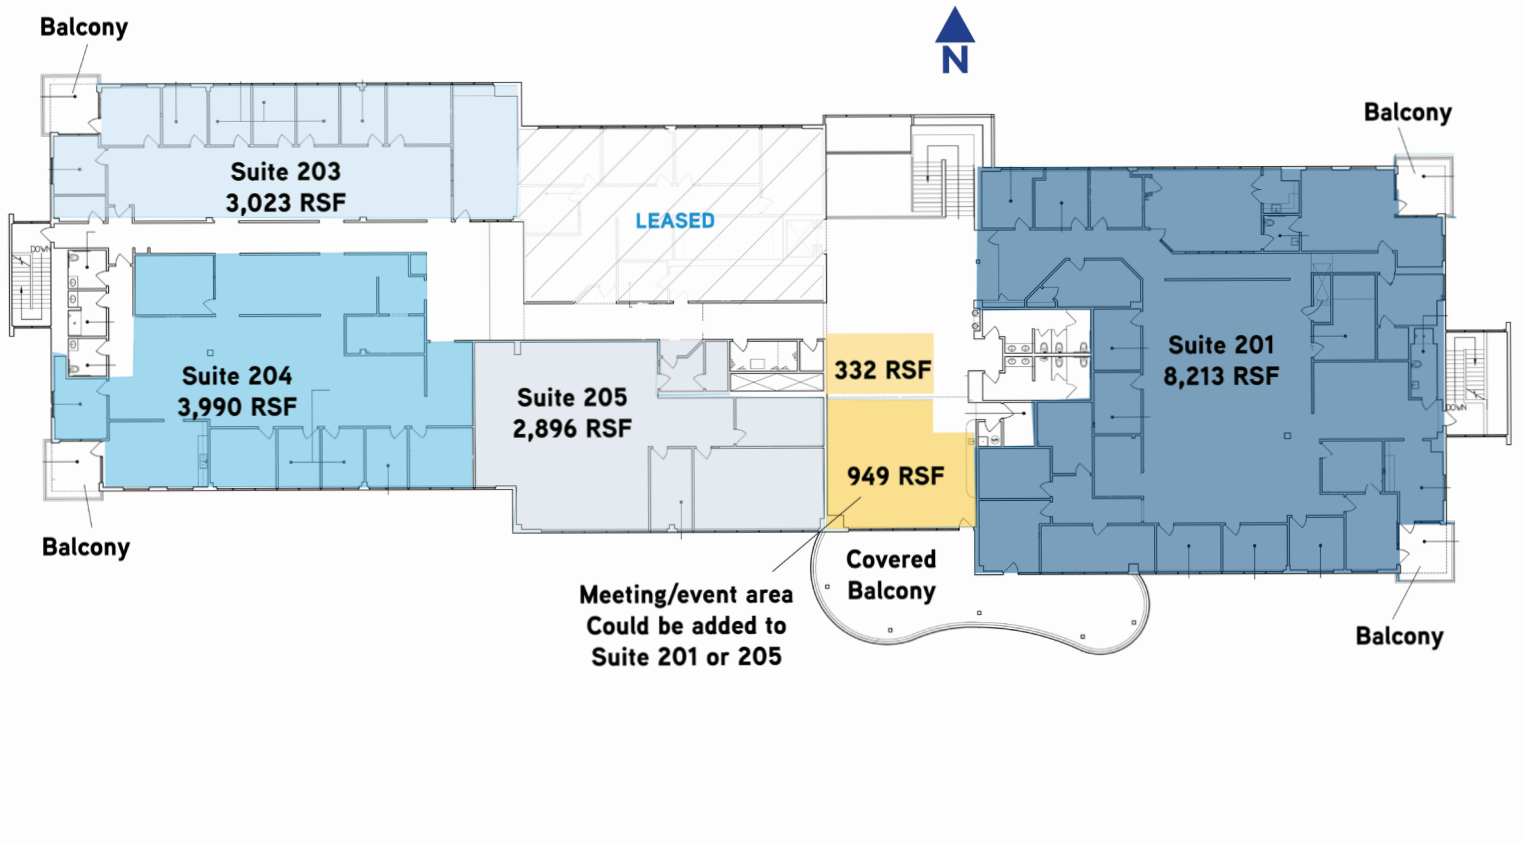 Balcony
N
Balcony
Suite 203
3,023 RSF
LEASED
DOWN
Suite 204
3,990 RSF
Suite 205
2,896 RSF
332 RSF
949 RSF
Suite 201
8,213 RSF
DOWN
Balcony
Meeting/event area
Could be added to
Suite 201 or 205
Covered
Balcony
Balcony